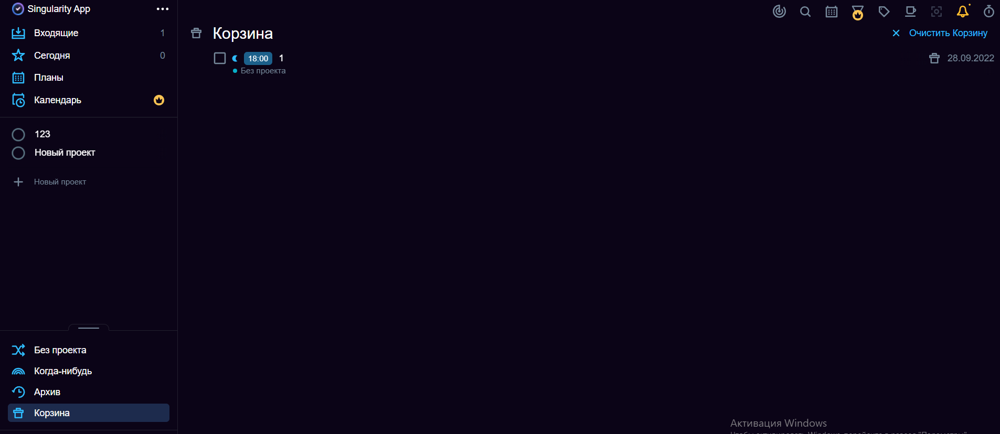 Singularity App
Входящие 1
Сегодня 0
Планы
Календарь
123
Новый проект
Новый проект
Без проекта
Когда-нибудь
Архив
Корзина
Корзина
Очистить Корзину
18:00 1
Без проекта
28.09.2022
Активация Windows